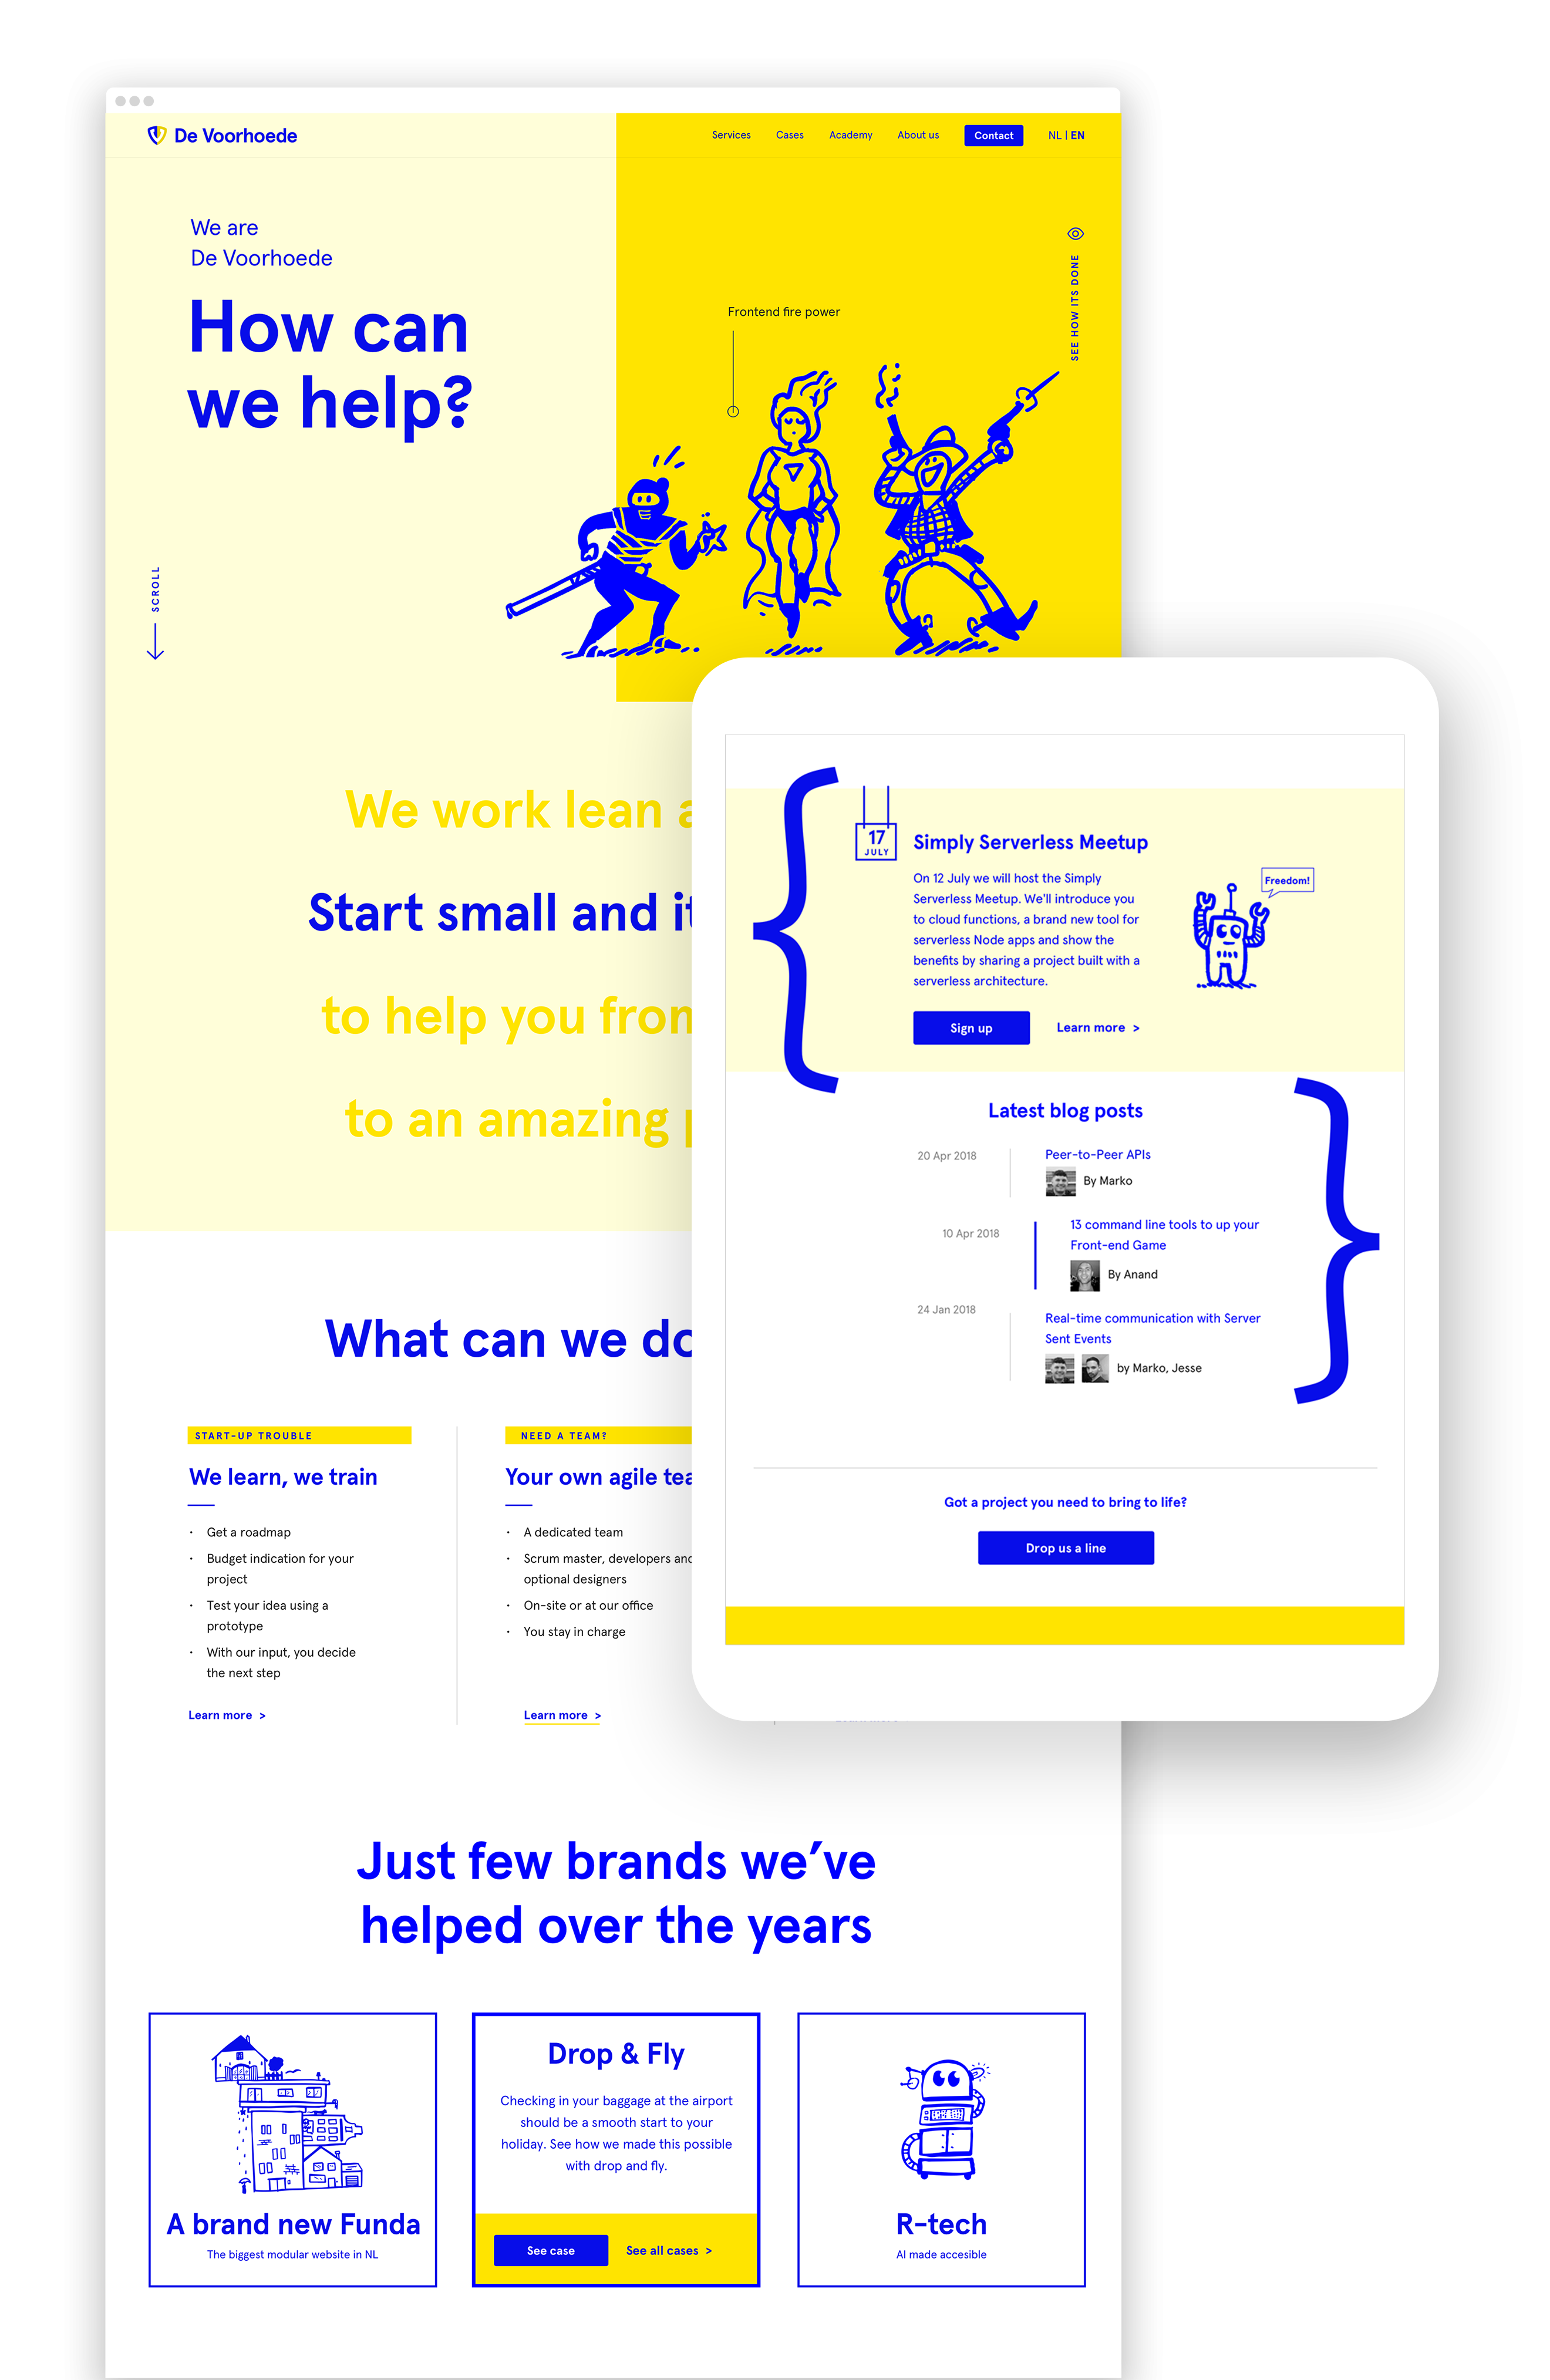 De Voorhoede
Services Cases Academy About us Contact NL | EN
We are
De Voorhoede
How can
we help?
SEE HOW ITS DONE
Frontend fire power
SCROLL
We work lean
Start small and
to help you
to an amazing
What can we do
START-UP TROUBLE
We learn, we train
• Get a roadmap
• Budget indication for your
project
• Test your idea using a
prototype
• With our input, you decide
the next step
Learn more >
NEED A TEAM?
Your own agile
• A dedicated team
• Scrum master, developers and
optional designers
• On-site or at our office
• You stay in charge
Learn more >
17
JULY
Simply Serverless Meetup
On 12 July we will host the Simply
Serverless Meetup. We'll introduce you
to cloud functions, a brand new tool for
serverless Node apps and show the
benefits by sharing a project built with a
serverless architecture.
Freedom!
Sign up Learn more >
Latest blog posts
20 Apr 2018
Peer-to-Peer APIs
By Marko
10 Apr 2018
13 command line tools to up your
Front-end Game
By Anand
24 Jan 2018
Real-time communication with Server
Sent Events
by Marko, Jesse
Got a project you need to bring to life?
Drop us a line
Just few brands we’ve
helped over the years
A brand new Funda
The biggest modular website in NL
Drop & Fly
Checking in your baggage at the airport
should be a smooth start to your
holiday. See how we made this possible
with drop and fly.
See case See all cases >
R-tech
AI made accesible